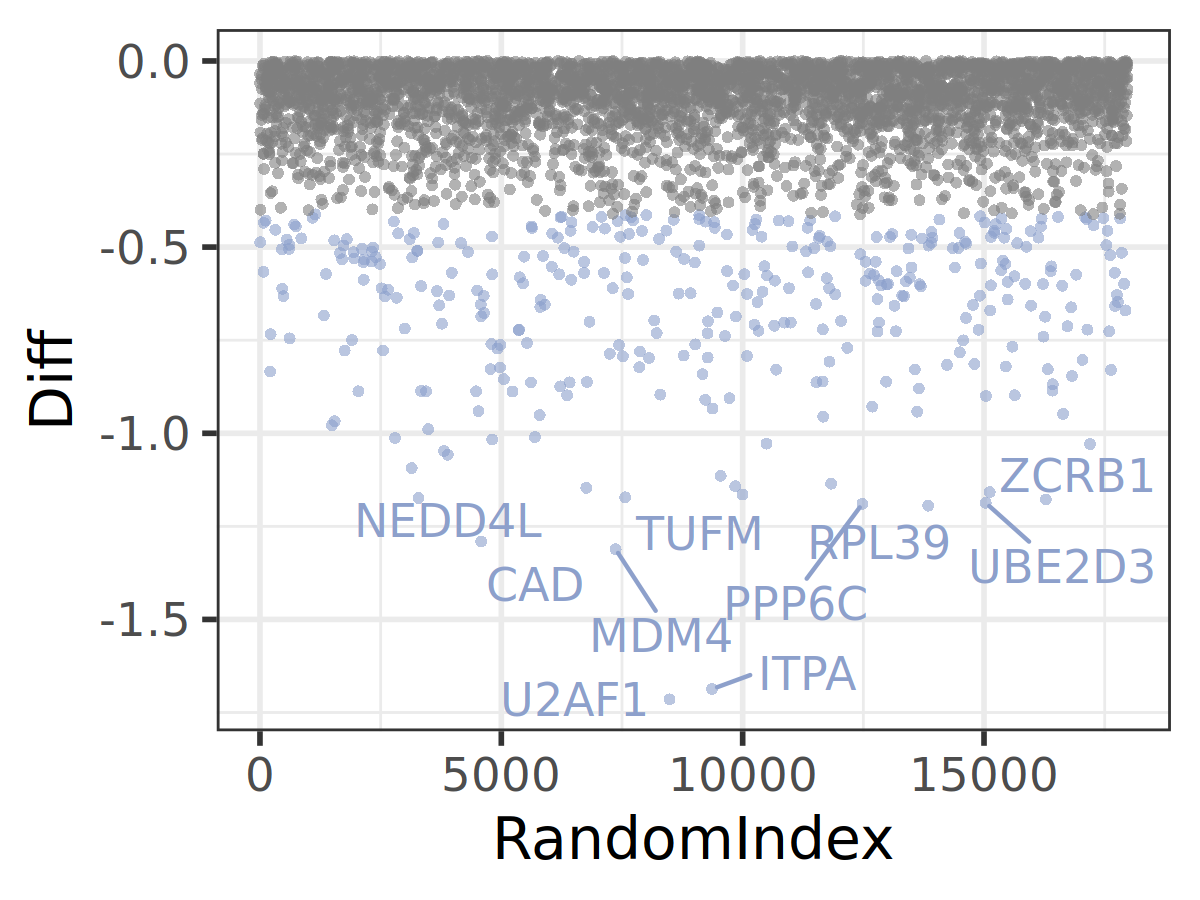 0.0
-0.5
-1.0
-1.5
Diff
ZCRB1
NEDD4L
TUFM
RPL39
UBE2D3
CAD
PPP6C
MDM4
ITPA
U2AF1
0
5000
10000
15000
RandomIndex